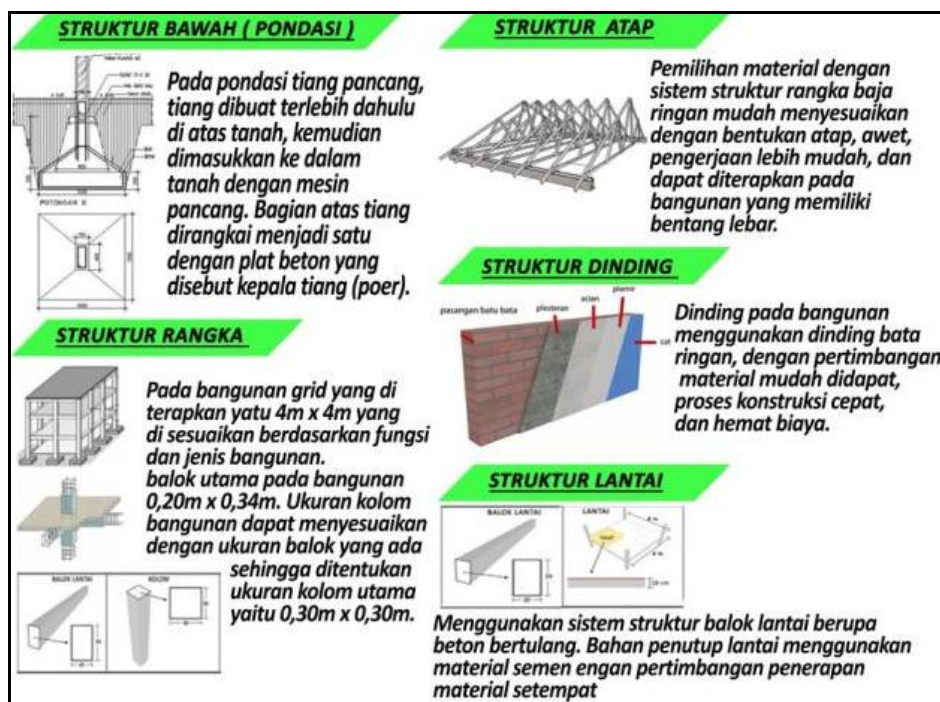 STRUKTUR BAWAH ( PONDASI )
POTONGAN B
Pada pondasi tiang pancang,
tiang dibuat terlebih dahulu
di atas tanah, kemudian
dimasukkan ke dalam
tanah dengan mesin
pancang. Bagian atas tiang
dirangkai menjadi satu
dengan plat beton yang
disebut kepala tiang (poer).
STRUKTUR RANGKA
Pada bangunan grid yang di
terapkan yatu 4m x 4m yang
di sesuaikan berdasarkan fungsi
dan jenis bangunan.
balok utama pada bangunan
0,20m x 0,34m. Ukuran kolom
bangunan dapat menyesuaikan
dengan ukuran balok yang ada
sehingga ditentukan
ukuran kolom utama
yaitu 0,30m x 0,30m.
BALOK LANTAI
KOLOM
STRUKTUR ATAP
Pemilihan material dengan
sistem struktur rangka baja
ringan mudah menyesuaikan
dengan bentukan atap, awet,
pengerjaan lebih mudah, dan
dapat diterapkan pada
bangunan yang memiliki
bentang lebar.
STRUKTUR DINDING
pasangan batu bata
plesteran
acian
plamir
cat
Dinding pada bangunan
menggunakan dinding bata
ringan, dengan pertimbangan
material mudah didapat,
proses konstruksi cepat,
dan hemat biaya.
STRUKTUR LANTAI
BALOK LANTAI
LANTAI
4 m
4 m
Menggunakan sistem struktur balok lantai berupa
beton bertulang. Bahan penutup lantai menggunakan
material semen engan pertimbangan penerapan
material setempat